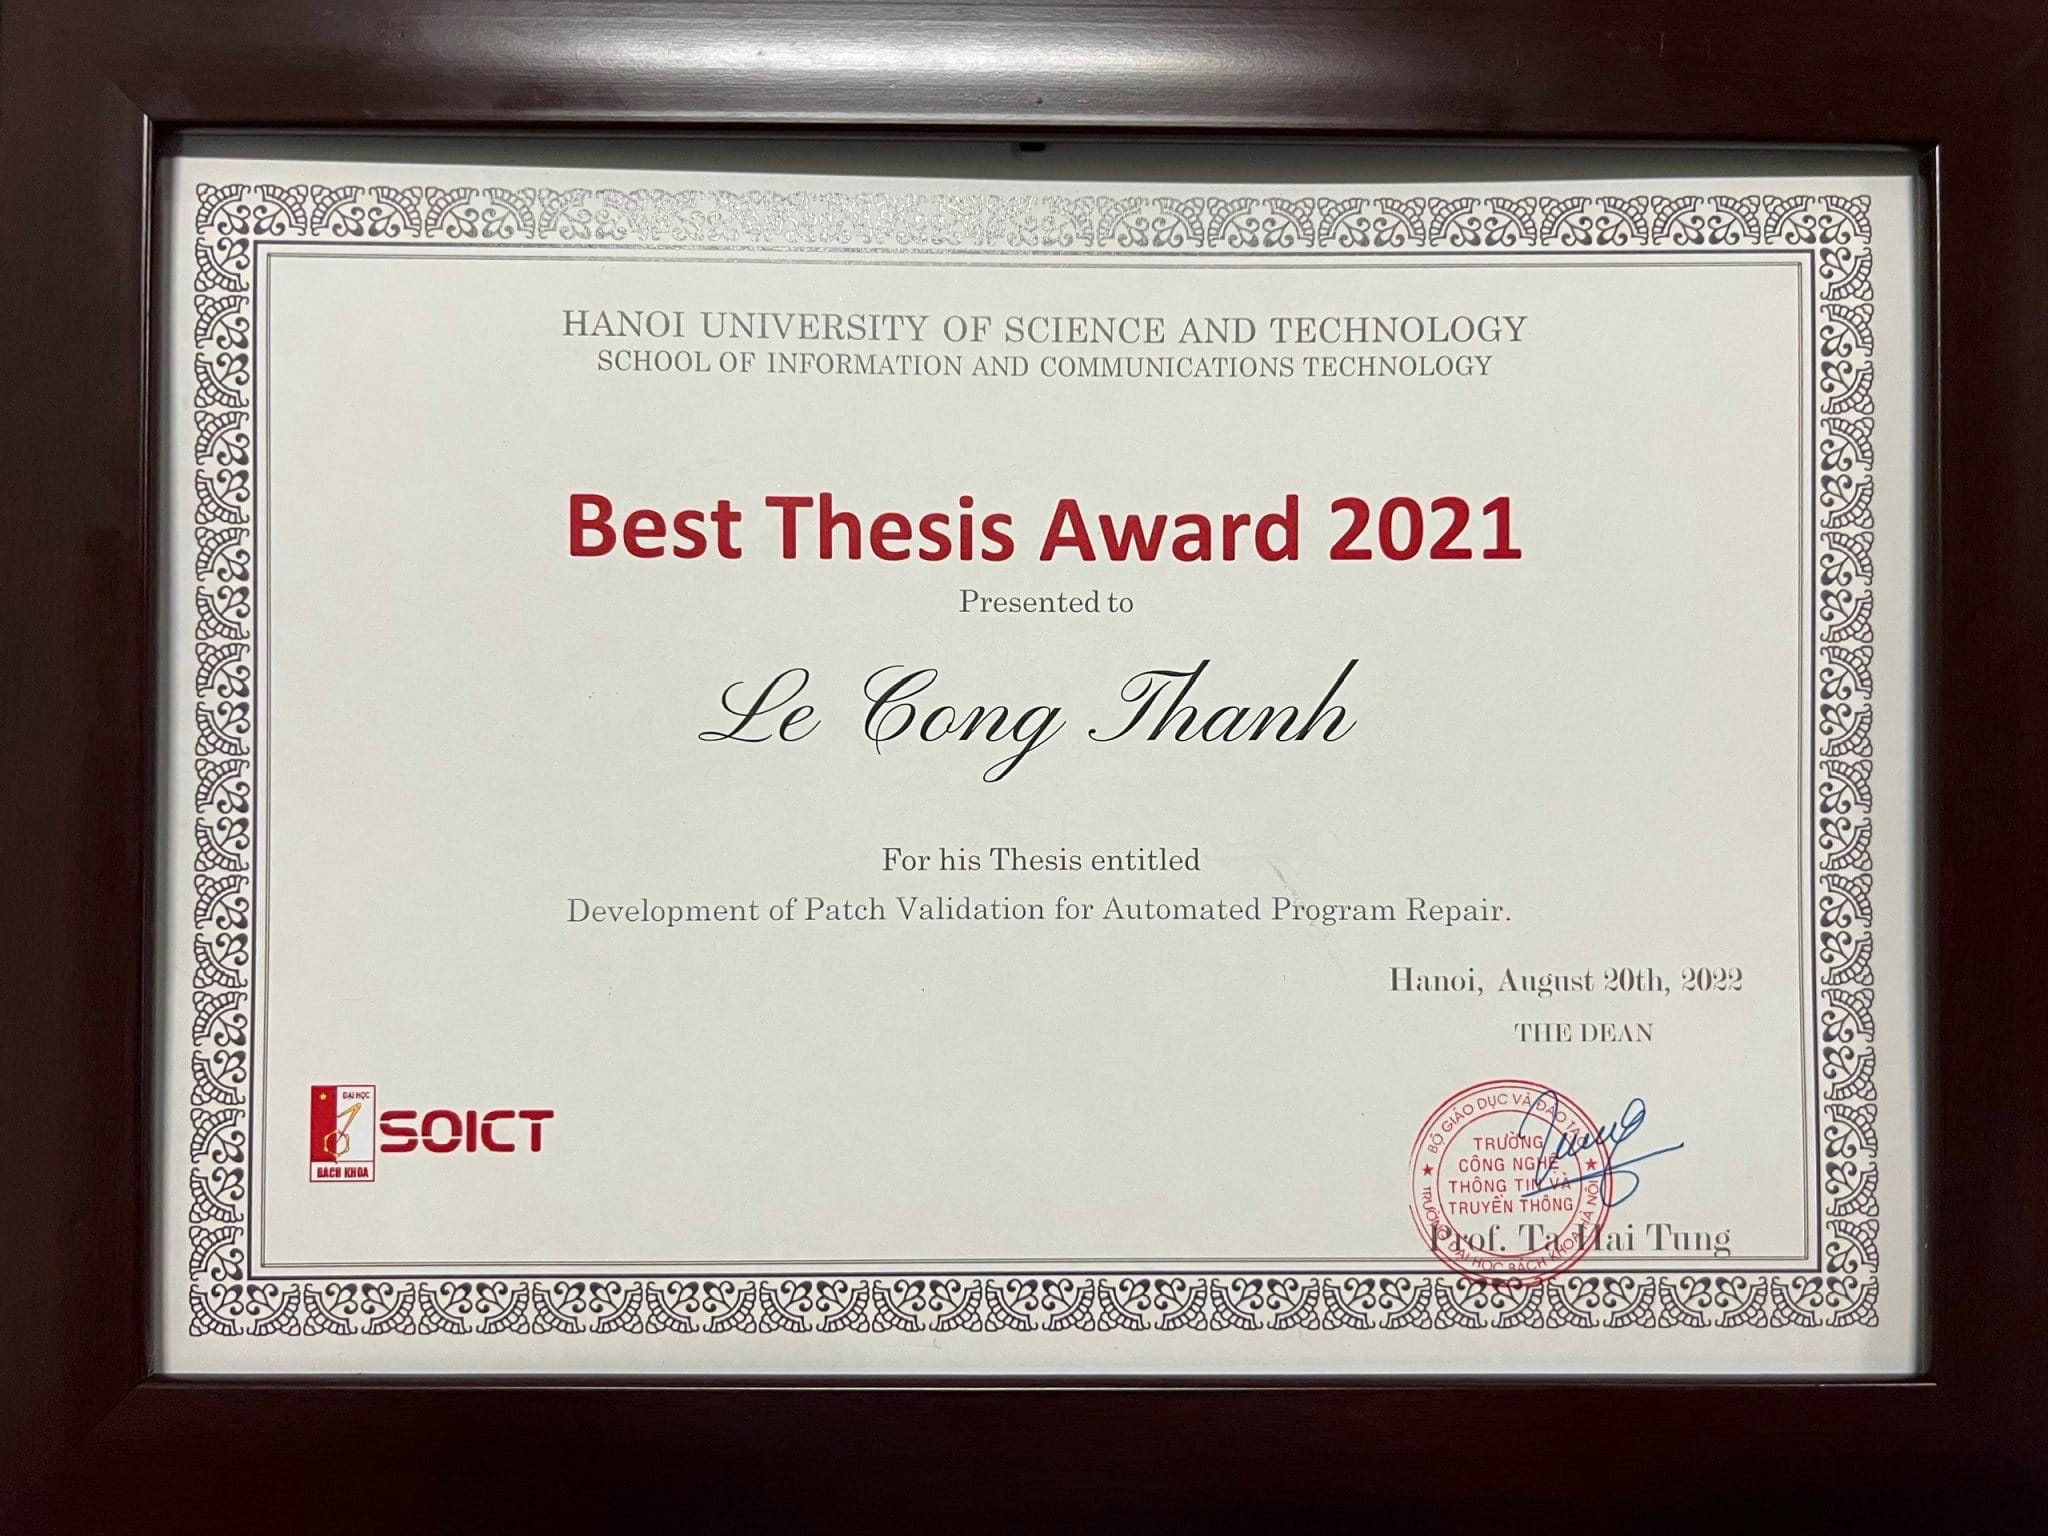 HANOI UNIVERSITY OF SCIENCE AND TECHNOLOGY
SCHOOL OF INFORMATION AND COMMUNICATIONS TECHNOLOGY
Best Thesis Award 2021
Presented to
Le Cong Thanh
For his Thesis entitled
Development of Patch Validation for Automated Program Repair.
Hanoi, August 20th, 2022
THE DEAN
ĐẠI HỌC
BÁCH KHOA
SOICT
BỘ GIÁO DỤC VÀ ĐÀO TẠO
TRƯỜNG
CÔNG NGHỆ
THÔNG TIN VÀ
TRUYỀN THÔNG
TRƯỜNG ĐẠI HỌC BÁCH KHOA HÀ NỘI
Prof. Ta Hai Tung